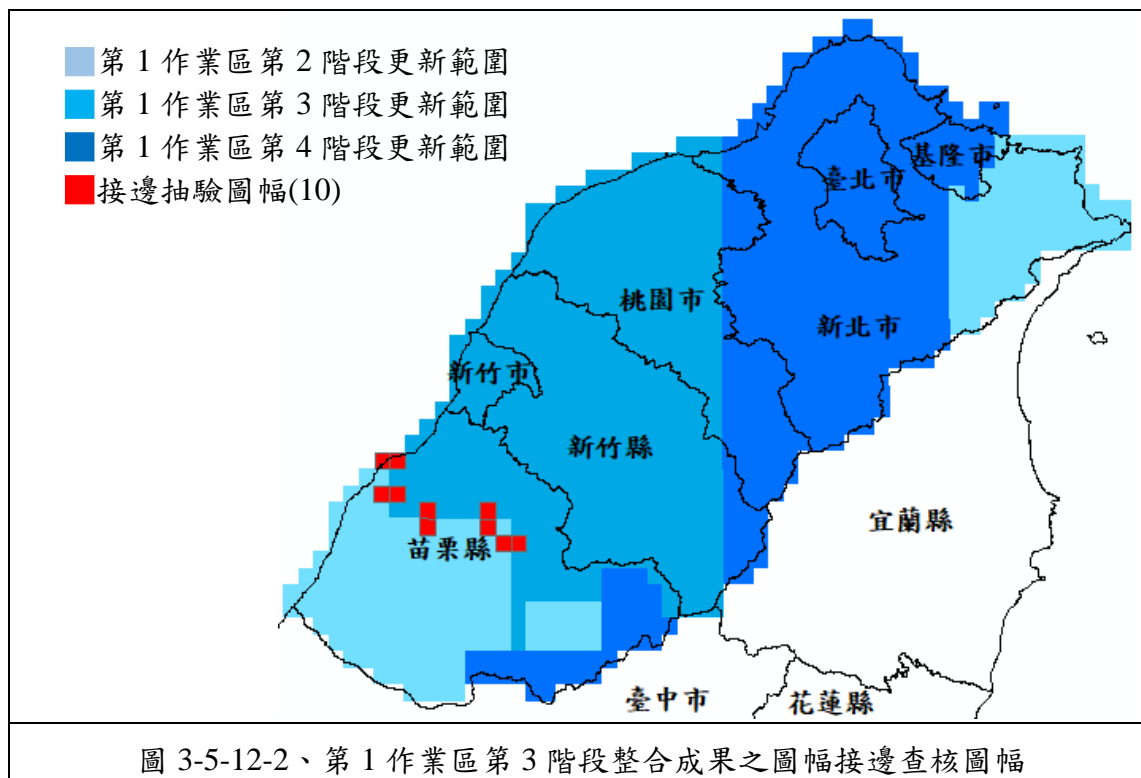 第 1 作業區第 2 階段更新範圍
第 1 作業區第 3 階段更新範圍
第 1 作業區第 4 階段更新範圍
接邊抽驗圖幅(10)
基隆市
臺北市
桃園市
新北市
新竹市
新竹縣
宜蘭縣
苗栗縣
臺中市
花蓮縣
圖 3-5-12-2、第 1 作業區第 3 階段整合成果之圖幅接邊查核圖幅